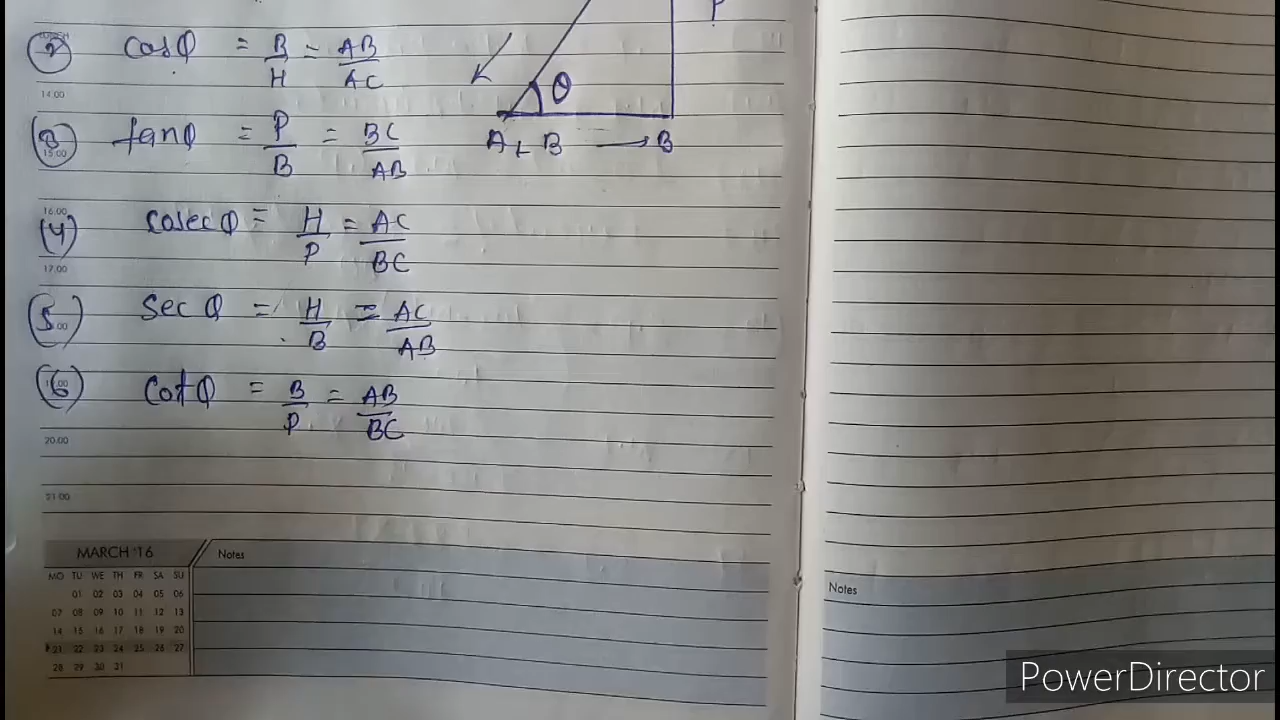 P
(2) cosθ = B/H = AB/AC
14.00
θ
A ← B → B
(3) tanθ = P/B = BC/AB
15.00
16.00
(4) cosecθ = H/P = AC/BC
17.00
(5) sec θ = H/B = AC/AB
(6) Cotθ = B/P = AB/BC
20.00
21.00
MARCH '16
MO TU WE TH FR SA SU
01 02 03 04 05 06
07 08 09 10 11 12 13
14 15 16 17 18 19 20
21 22 23 24 25 26 27
28 29 30 31
Notes
Notes
PowerDirector